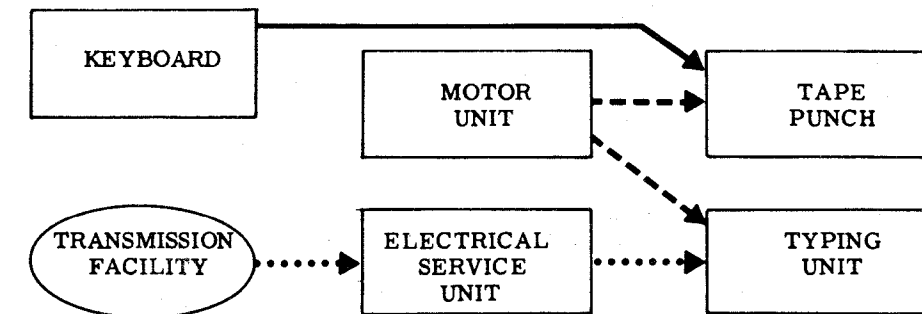 KEYBOARD
MOTOR
UNIT
TAPE
PUNCH
TRANSMISSION
FACILITY
ELECTRICAL
SERVICE
UNIT
TYPING
UNIT